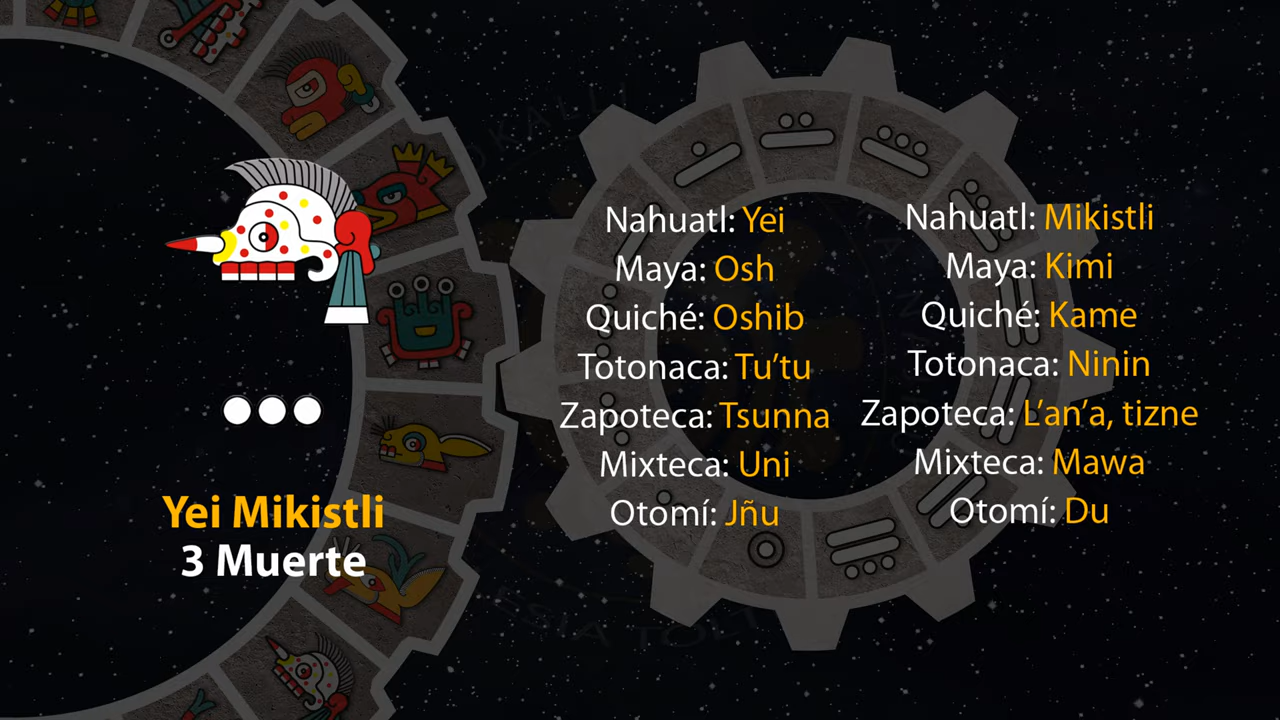 Yei Mikistli
3 Muerte
Nahuatl: Yei
Maya: Osh
Quiché: Oshib
Totonaca: Tu’tu
Zapoteca: Tsunna
Mixteca: Uni
Otomí: Jñu
Nahuatl: Mikistli
Maya: Kimi
Quiché: Kame
Totonaca: Ninin
Zapoteca: L’an’a, tizne
Mixteca: Mawa
Otomí: Du